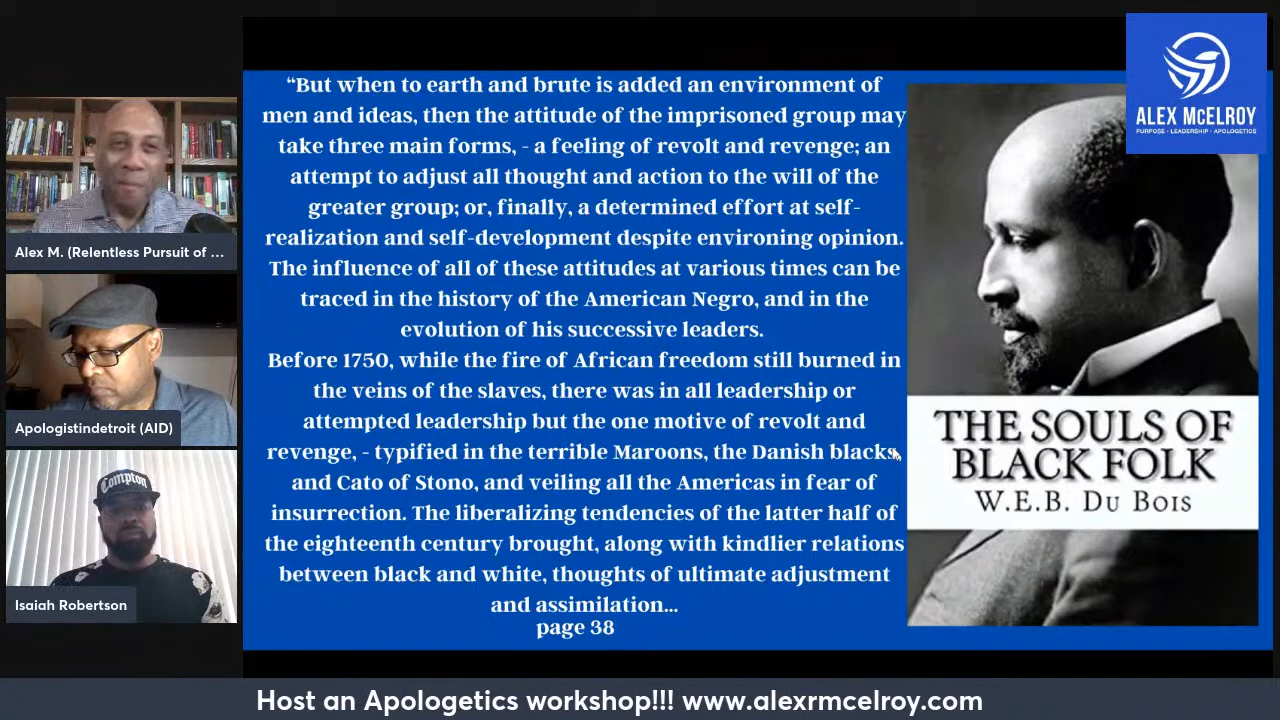 “But when to earth and brute is added an environment of
men and ideas, then the attitude of the imprisoned group may
take three main forms, - a feeling of revolt and revenge; an
attempt to adjust all thought and action to the will of the
greater group; or, finally, a determined effort at self-
realization and self-development despite environing opinion.
The influence of all of these attitudes at various times can be
traced in the history of the American Negro, and in the
evolution of his successive leaders.
Before 1750, while the fire of African freedom still burned in
the veins of the slaves, there was in all leadership or
attempted leadership but the one motive of revolt and
revenge, - typified in the terrible Maroons, the Danish blacks,
and Cato of Stono, and veiling all the Americas in fear of
insurrection. The liberalizing tendencies of the latter half of
the eighteenth century brought, along with kindlier relations
between black and white, thoughts of ultimate adjustment
and assimilation...
page 38
ALEX McELROY
PURPOSE · LEADERSHIP · APOLOGETICS
THE SOULS OF
BLACK FOLK
W.E.B. Du Bois
Alex M. (Relentless Pursuit of ...
Apologistindetroit (AID)
Compton
Isaiah Robertson
Host an Apologetics workshop!!! www.alexrmcelroy.com